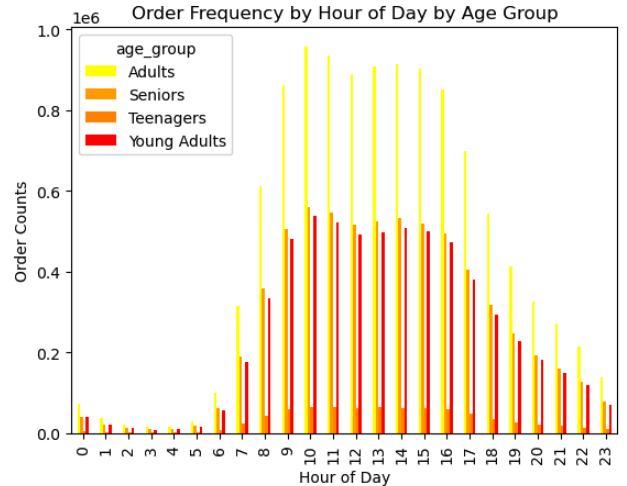 Order Frequency by Hour of Day by Age Group
1e6
age_group
Adults
Seniors
Teenagers
Young Adults
Order Counts
1.0
0.8
0.6
0.4
0.2
0.0
0 1 2 3 4 5 6 7 8 9 10 11 12 13 14 15 16 17 18 19 20 21 22 23
Hour of Day